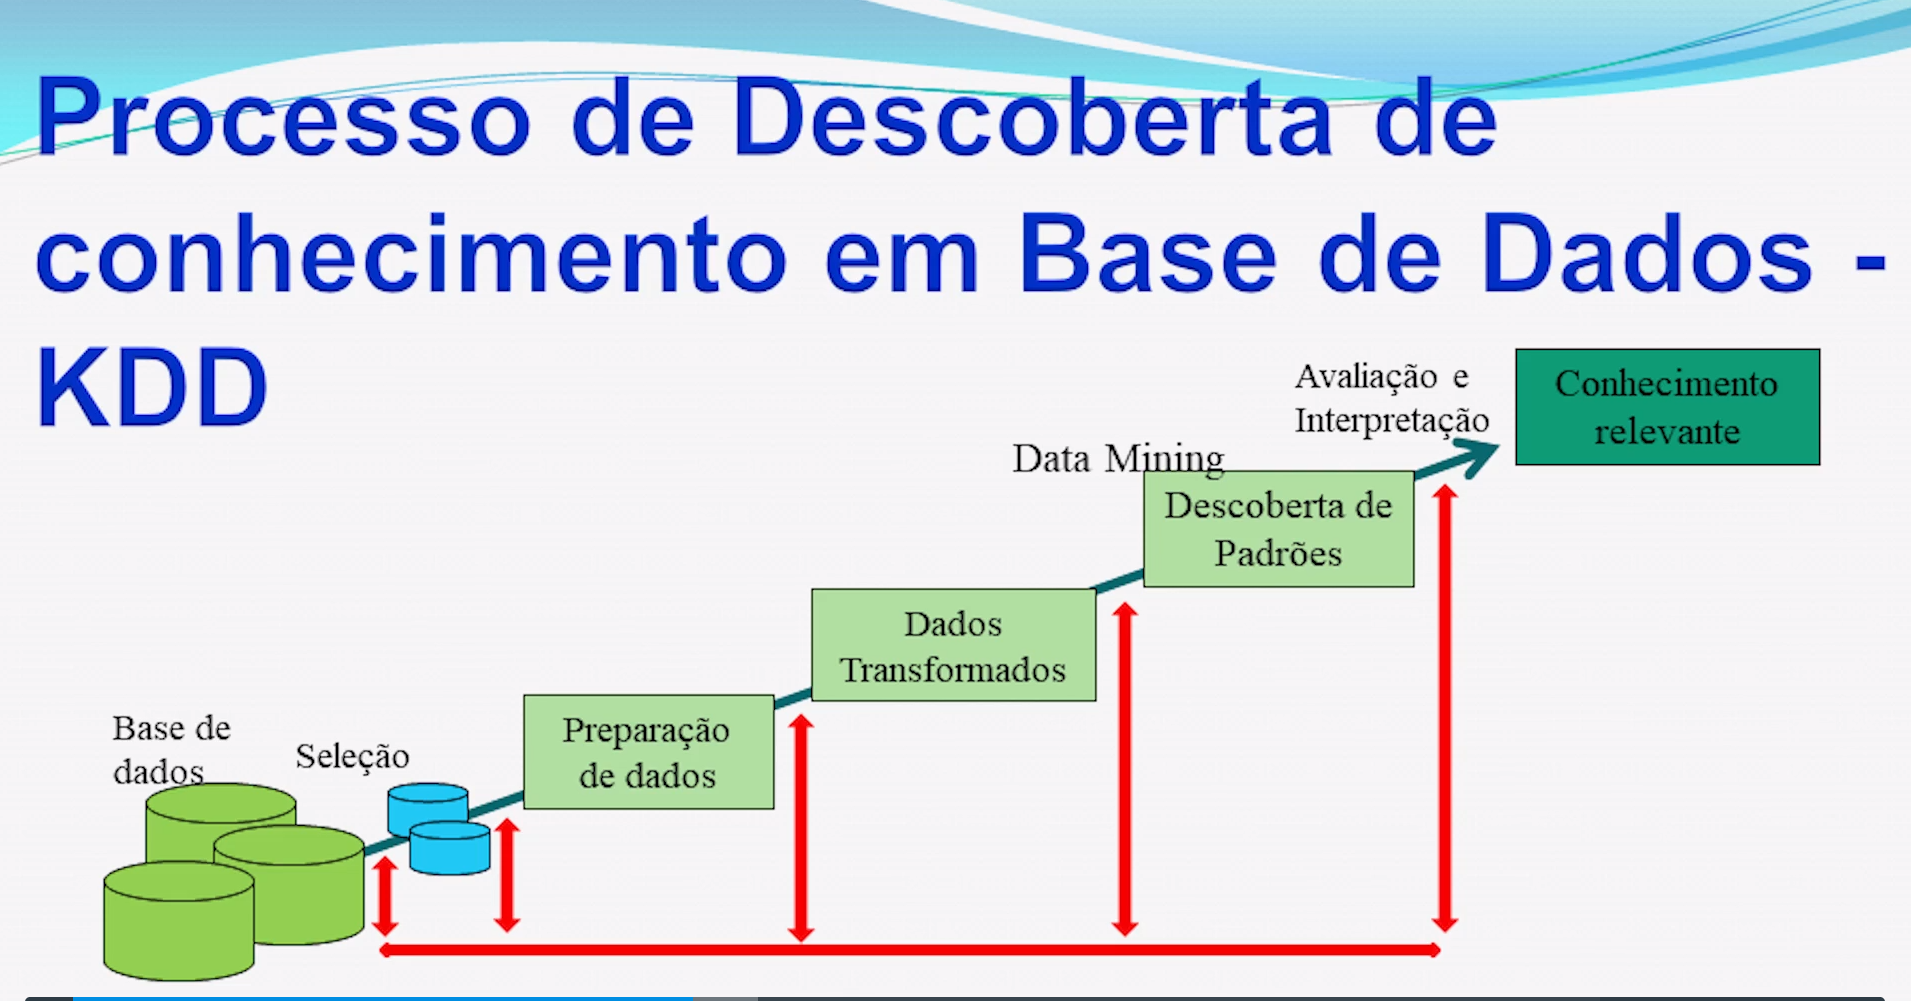 Processo de Descoberta de
conhecimento em Base de Dados -
KDD
Base de
dados
Seleção
Preparação
de dados
Dados
Transformados
Data Mining
Descoberta de
Padrões
Avaliação e
Interpretação
Conhecimento
relevante